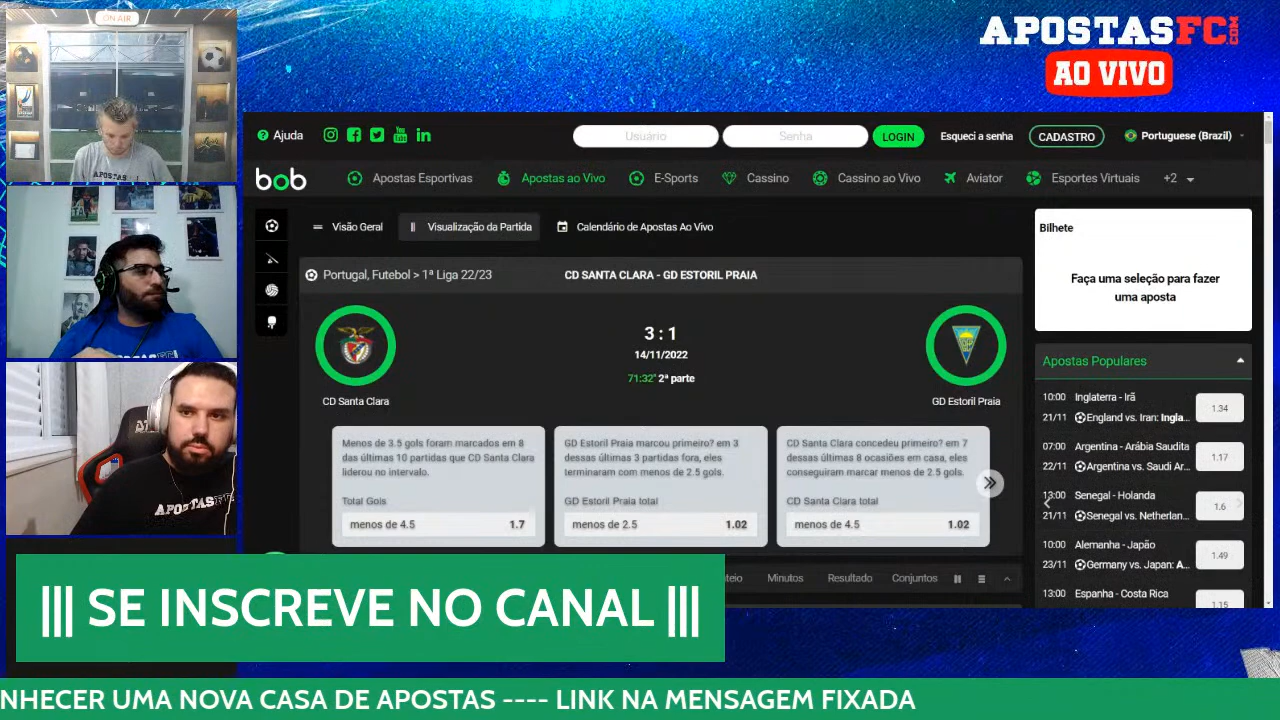 ON AIR
APOSTASFC.COM
AO VIVO
Ajuda
Usuário
Senha
LOGIN
Esqueci a senha
CADASTRO
Portuguese (Brazil)
bob
Apostas Esportivas
Apostas ao Vivo
E-Sports
Cassino
Cassino ao Vivo
Aviator
Esportes Virtuais
+2
Visão Geral
Visualização da Partida
Calendário de Apostas Ao Vivo
Bilhete
Faça uma seleção para fazer
uma aposta
Portugal, Futebol > 1ª Liga 22/23
CD SANTA CLARA - GD ESTORIL PRAIA
3 : 1
14/11/2022
71:32" 2ª parte
CD Santa Clara
GD Estoril Praia
Menos de 3.5 gols foram marcados em 8
das últimas 10 partidas que CD Santa Clara
liderou no intervalo.
Total Gols
menos de 4.5 1.7
GD Estoril Praia marcou primeiro? em 3
dessas últimas 3 partidas fora, eles
terminaram com menos de 2.5 gols.
GD Estoril Praia total
menos de 2.5 1.02
CD Santa Clara concedeu primeiro? em 7
dessas últimas 8 ocasiões em casa, eles
conseguiram marcar menos de 2.5 gols.
CD Santa Clara total
menos de 4.5 1.02
Apostas Populares
10:00 Inglaterra - Irã
21/11 England vs. Iran: Ingla... 1.34
07:00 Argentina - Arábia Saudita
22/11 Argentina vs. Saudi Ar... 1.17
13:00 Senegal - Holanda
21/11 Senegal vs. Netherlan... 1.6
10:00 Alemanha - Japão
23/11 Germany vs. Japan: A... 1.49
13:00 Espanha - Costa Rica
1.15
teio
Minutos
Resultado
Conjuntos
APOSTASFC
||| SE INSCREVE NO CANAL |||
NHECER UMA NOVA CASA DE APOSTAS ---- LINK NA MENSAGEM FIXADA